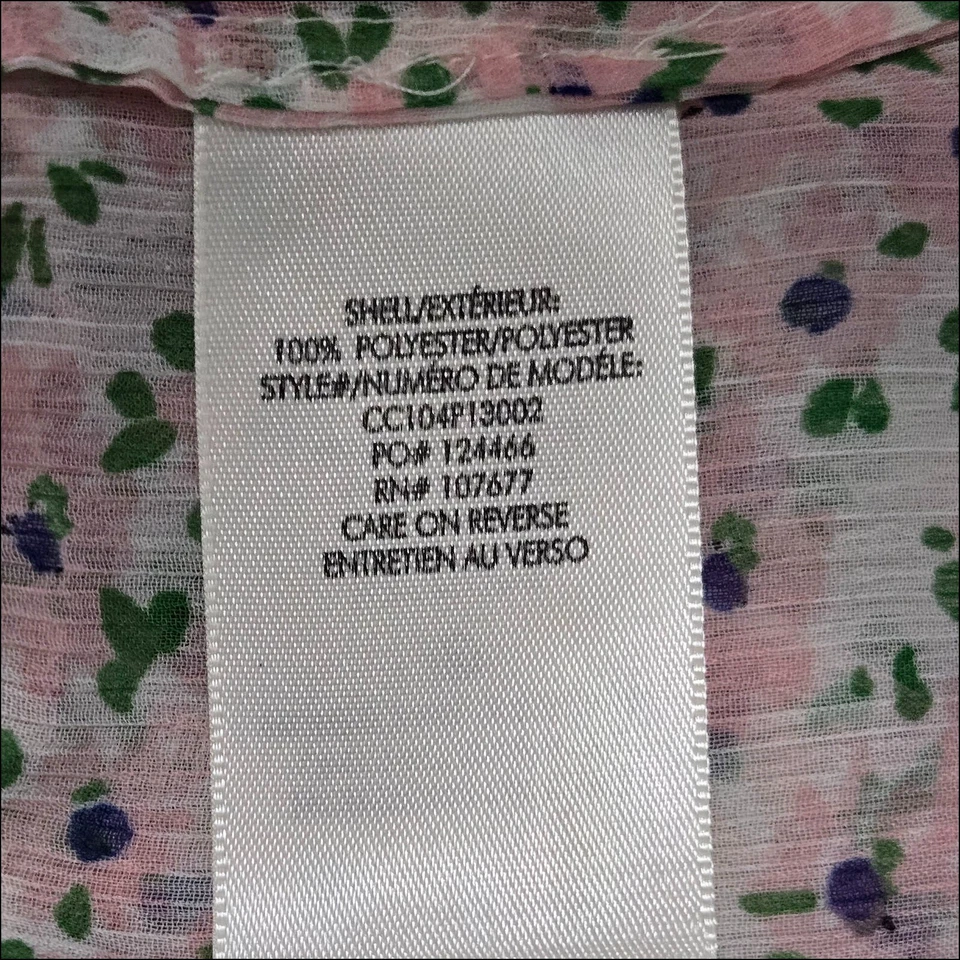 SHELL/EXTÉRIEUR:
100% POLYESTER/POLYESTER
STYLE#/NUMÉRO DE MODÉLE:
CC104P13002
PO# 124466
RN# 107677
CARE ON REVERSE
ENTRETIEN AU VERSO